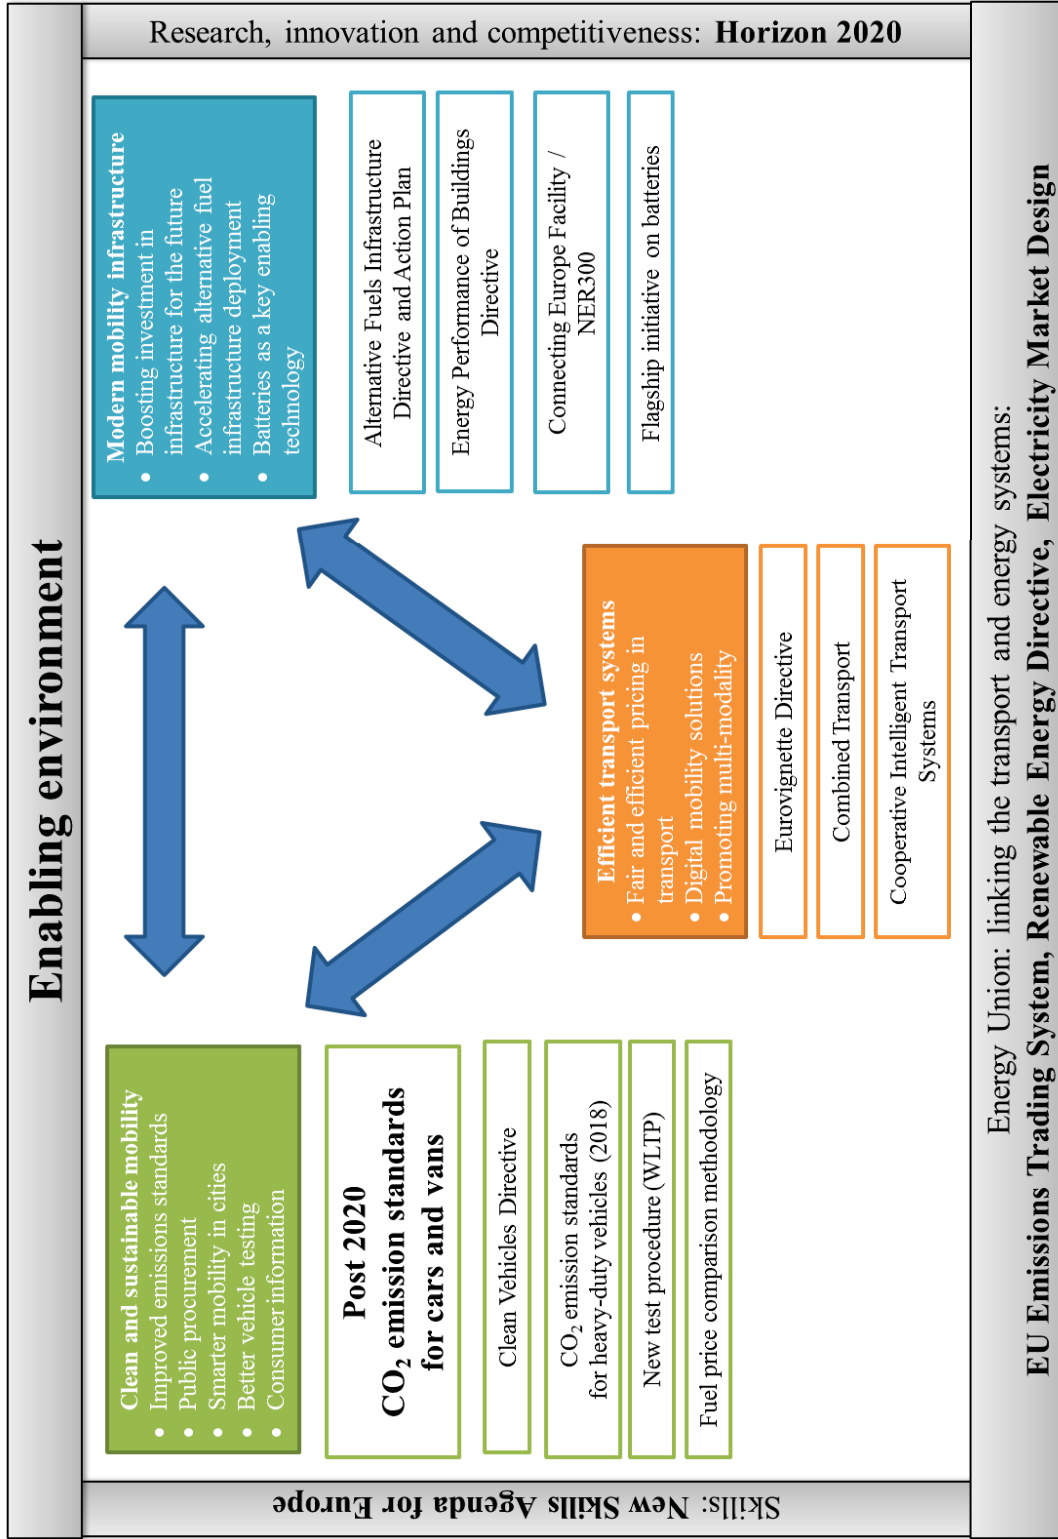 Enabling environment
Skills: New Skills Agenda for Europe
Clean and sustainable mobility
• Improved emissions standards
• Public procurement
• Smarter mobility in cities
• Better vehicle testing
• Consumer information
Post 2020
CO₂ emission standards
for cars and vans
Clean Vehicles Directive
CO₂ emission standards
for heavy-duty vehicles (2018)
New test procedure (WLTP)
Fuel price comparison methodology
Efficient transport systems
• Fair and efficient pricing in
transport
• Digital mobility solutions
• Promoting multi-modality
Eurovignette Directive
Combined Transport
Cooperative Intelligent Transport
Systems
Modern mobility infrastructure
• Boosting investment in
infrastructure for the future
• Accelerating alternative fuel
infrastructure deployment
• Batteries as a key enabling
technology
Alternative Fuels Infrastructure
Directive and Action Plan
Energy Performance of Buildings
Directive
Connecting Europe Facility /
NER300
Flagship initiative on batteries
Research, innovation and competitiveness: Horizon 2020
Energy Union: linking the transport and energy systems:
EU Emissions Trading System, Renewable Energy Directive, Electricity Market Design